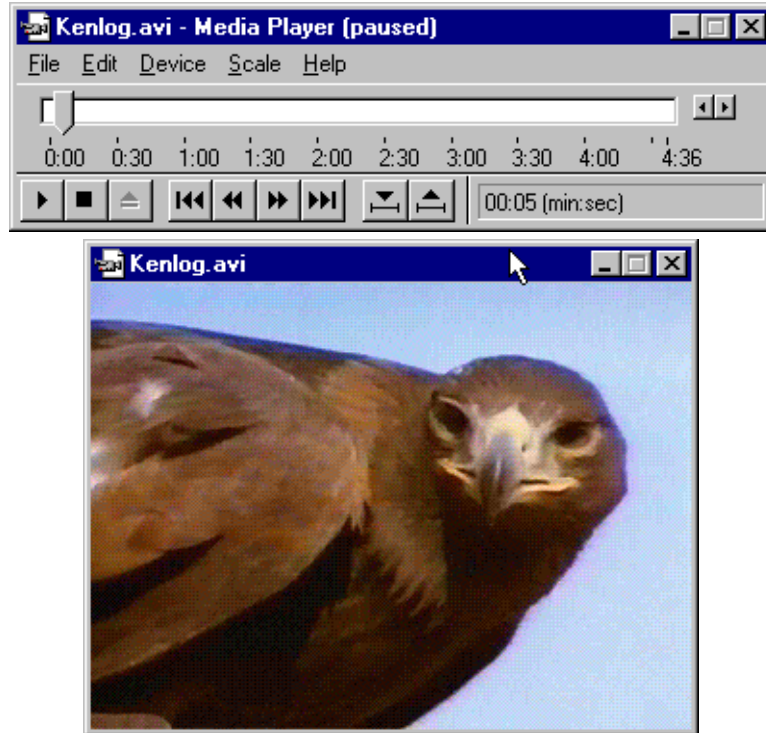 Kenlog.avi - Media Player (paused)
File Edit Device Scale Help
0:00 0:30 1:00 1:30 2:00 2:30 3:00 3:30 4:00 4:36
00:05 (min:sec)
Kenlog.avi